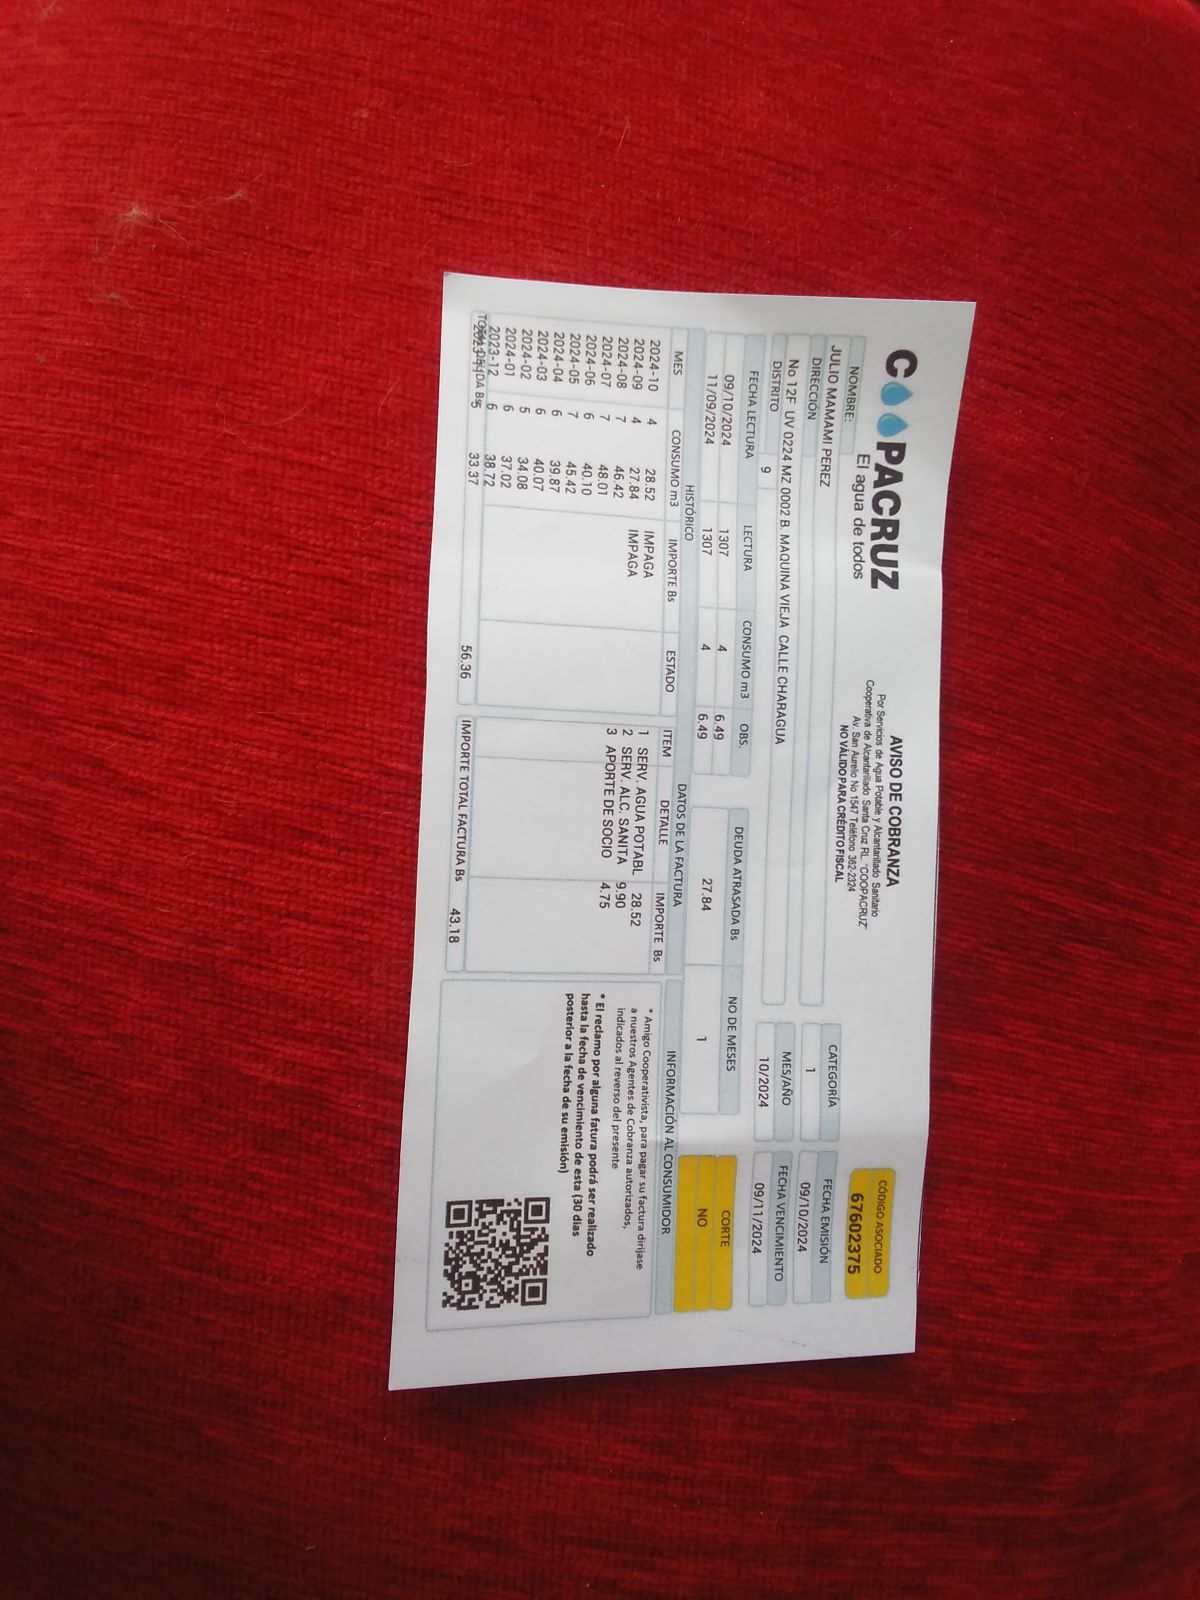 COOPACRUZ
El agua de todos
AVISO DE COBRANZA
Por Servicios de Agua Potable y Alcantarillado Sanitario
Cooperativa de Alcantarillado Santa Cruz RL. "COOPACRUZ"
Av. San Aurelio No 1547 Teléfono 362-2324
NO VÁLIDO PARA CRÉDITO FISCAL
CÓDIGO ASOCIADO
67602375
NOMBRE:
JULIO MAMAMI PEREZ
DIRECCIÓN
No 12F UV 0224 MZ 0002 B. MAQUINA VIEJA CALLE CHARAGUA
DISTRITO 9
CATEGORÍA
1
FECHA EMISIÓN
09/10/2024
MES/AÑO
10/2024
FECHA VENCIMIENTO
09/11/2024
FECHA LECTURA LECTURA CONSUMO m3 OBS.
09/10/2024 1307 4 6.49
11/09/2024 1307 4 6.49
DEUDA ATRASADA Bs NO DE MESES
27.84 1
CORTE
NO
HISTÓRICO
MES CONSUMO m3 IMPORTE Bs ESTADO
2024-10 4 28.52 IMPAGA
2024-09 4 27.84 IMPAGA
2024-08 7 46.42
2024-07 7 48.01
2024-06 6 40.10
2024-05 7 45.42
2024-04 6 39.87
2024-03 6 40.07
2024-02 5 34.08
2024-01 6 37.02
2023-12 6 38.72
2023-11 5 33.37
TOTAL DEUDA Bs 56.36
DATOS DE LA FACTURA
ITEM DETALLE IMPORTE Bs
1 SERV. AGUA POTABL 28.52
2 SERV. ALC. SANITA 9.90
3 APORTE DE SOCIO 4.75
IMPORTE TOTAL FACTURA Bs 43.18
INFORMACIÓN AL CONSUMIDOR
* Amigo Cooperativista, para pagar su factura dirijase
a nuestros Agentes de Cobranza autorizados,
indicados al reverso del presente
* El reclamo por alguna fatura podrá ser realizado
hasta la fecha de vencimiento de esta (30 dias
posterior a la fecha de su emisión)